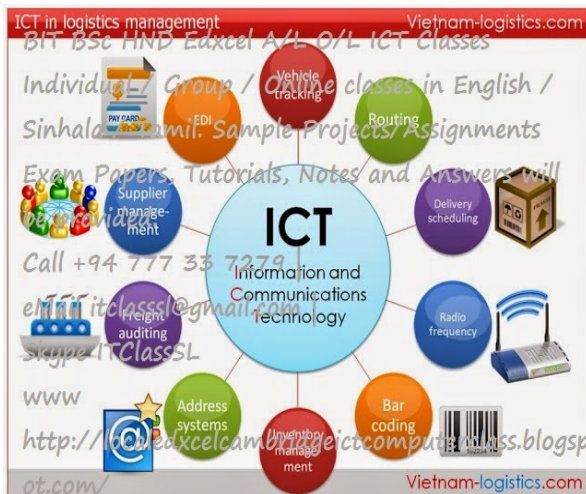 ICT in logistics management
Vietnam-logistics.com
BIT BSc HND Edxcel A/L O/L ICT Classes
Individual / Group / Online classes in English /
Sinhala / Tamil. Sample Projects/Assignments
Exam Papers, Tutorials, Notes and Answers will
be provided
Call +94 777 33 7279 |
eMail itclasssl@gmail.com |
Skype ITClassSL
www
http://localedxcelcambridgeictcomputerclass.blogsp
ot.com/
Vehicle
tracking
EDI
Routing
PAY CARD
Supplier
manage-
ment
Delivery
scheduling
ICT
Information and
Communications
Technology
Freight
auditing
Radio
frequency
Address
systems
Bar
coding
Inventory
manage
ment
@
Vietnam-logistics.com